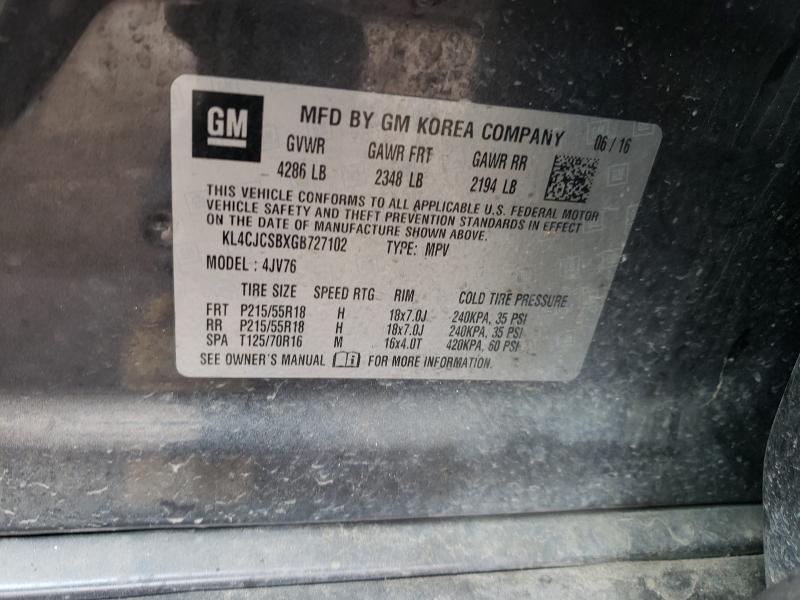 GM
MFD BY GM KOREA COMPANY 06 / 16
GVWR GAWR FRT GAWR RR
4286 LB 2348 LB 2194 LB
THIS VEHICLE CONFORMS TO ALL APPLICABLE U.S. FEDERAL MOTOR
VEHICLE SAFETY AND THEFT PREVENTION STANDARDS IN EFFECT
ON THE DATE OF MANUFACTURE SHOWN ABOVE.
KL4CJCSBXGB727102 TYPE: MPV
MODEL : 4JV76
TIRE SIZE SPEED RTG RIM COLD TIRE PRESSURE
FRT P215/55R18 H 18x7.0J 240KPA, 35 PSI
RR P215/55R18 H 18x7.0J 240KPA, 35 PSI
SPA T125/70R16 M 16x4.0T 420KPA, 60 PSI
SEE OWNER'S MANUAL FOR MORE INFORMATION.